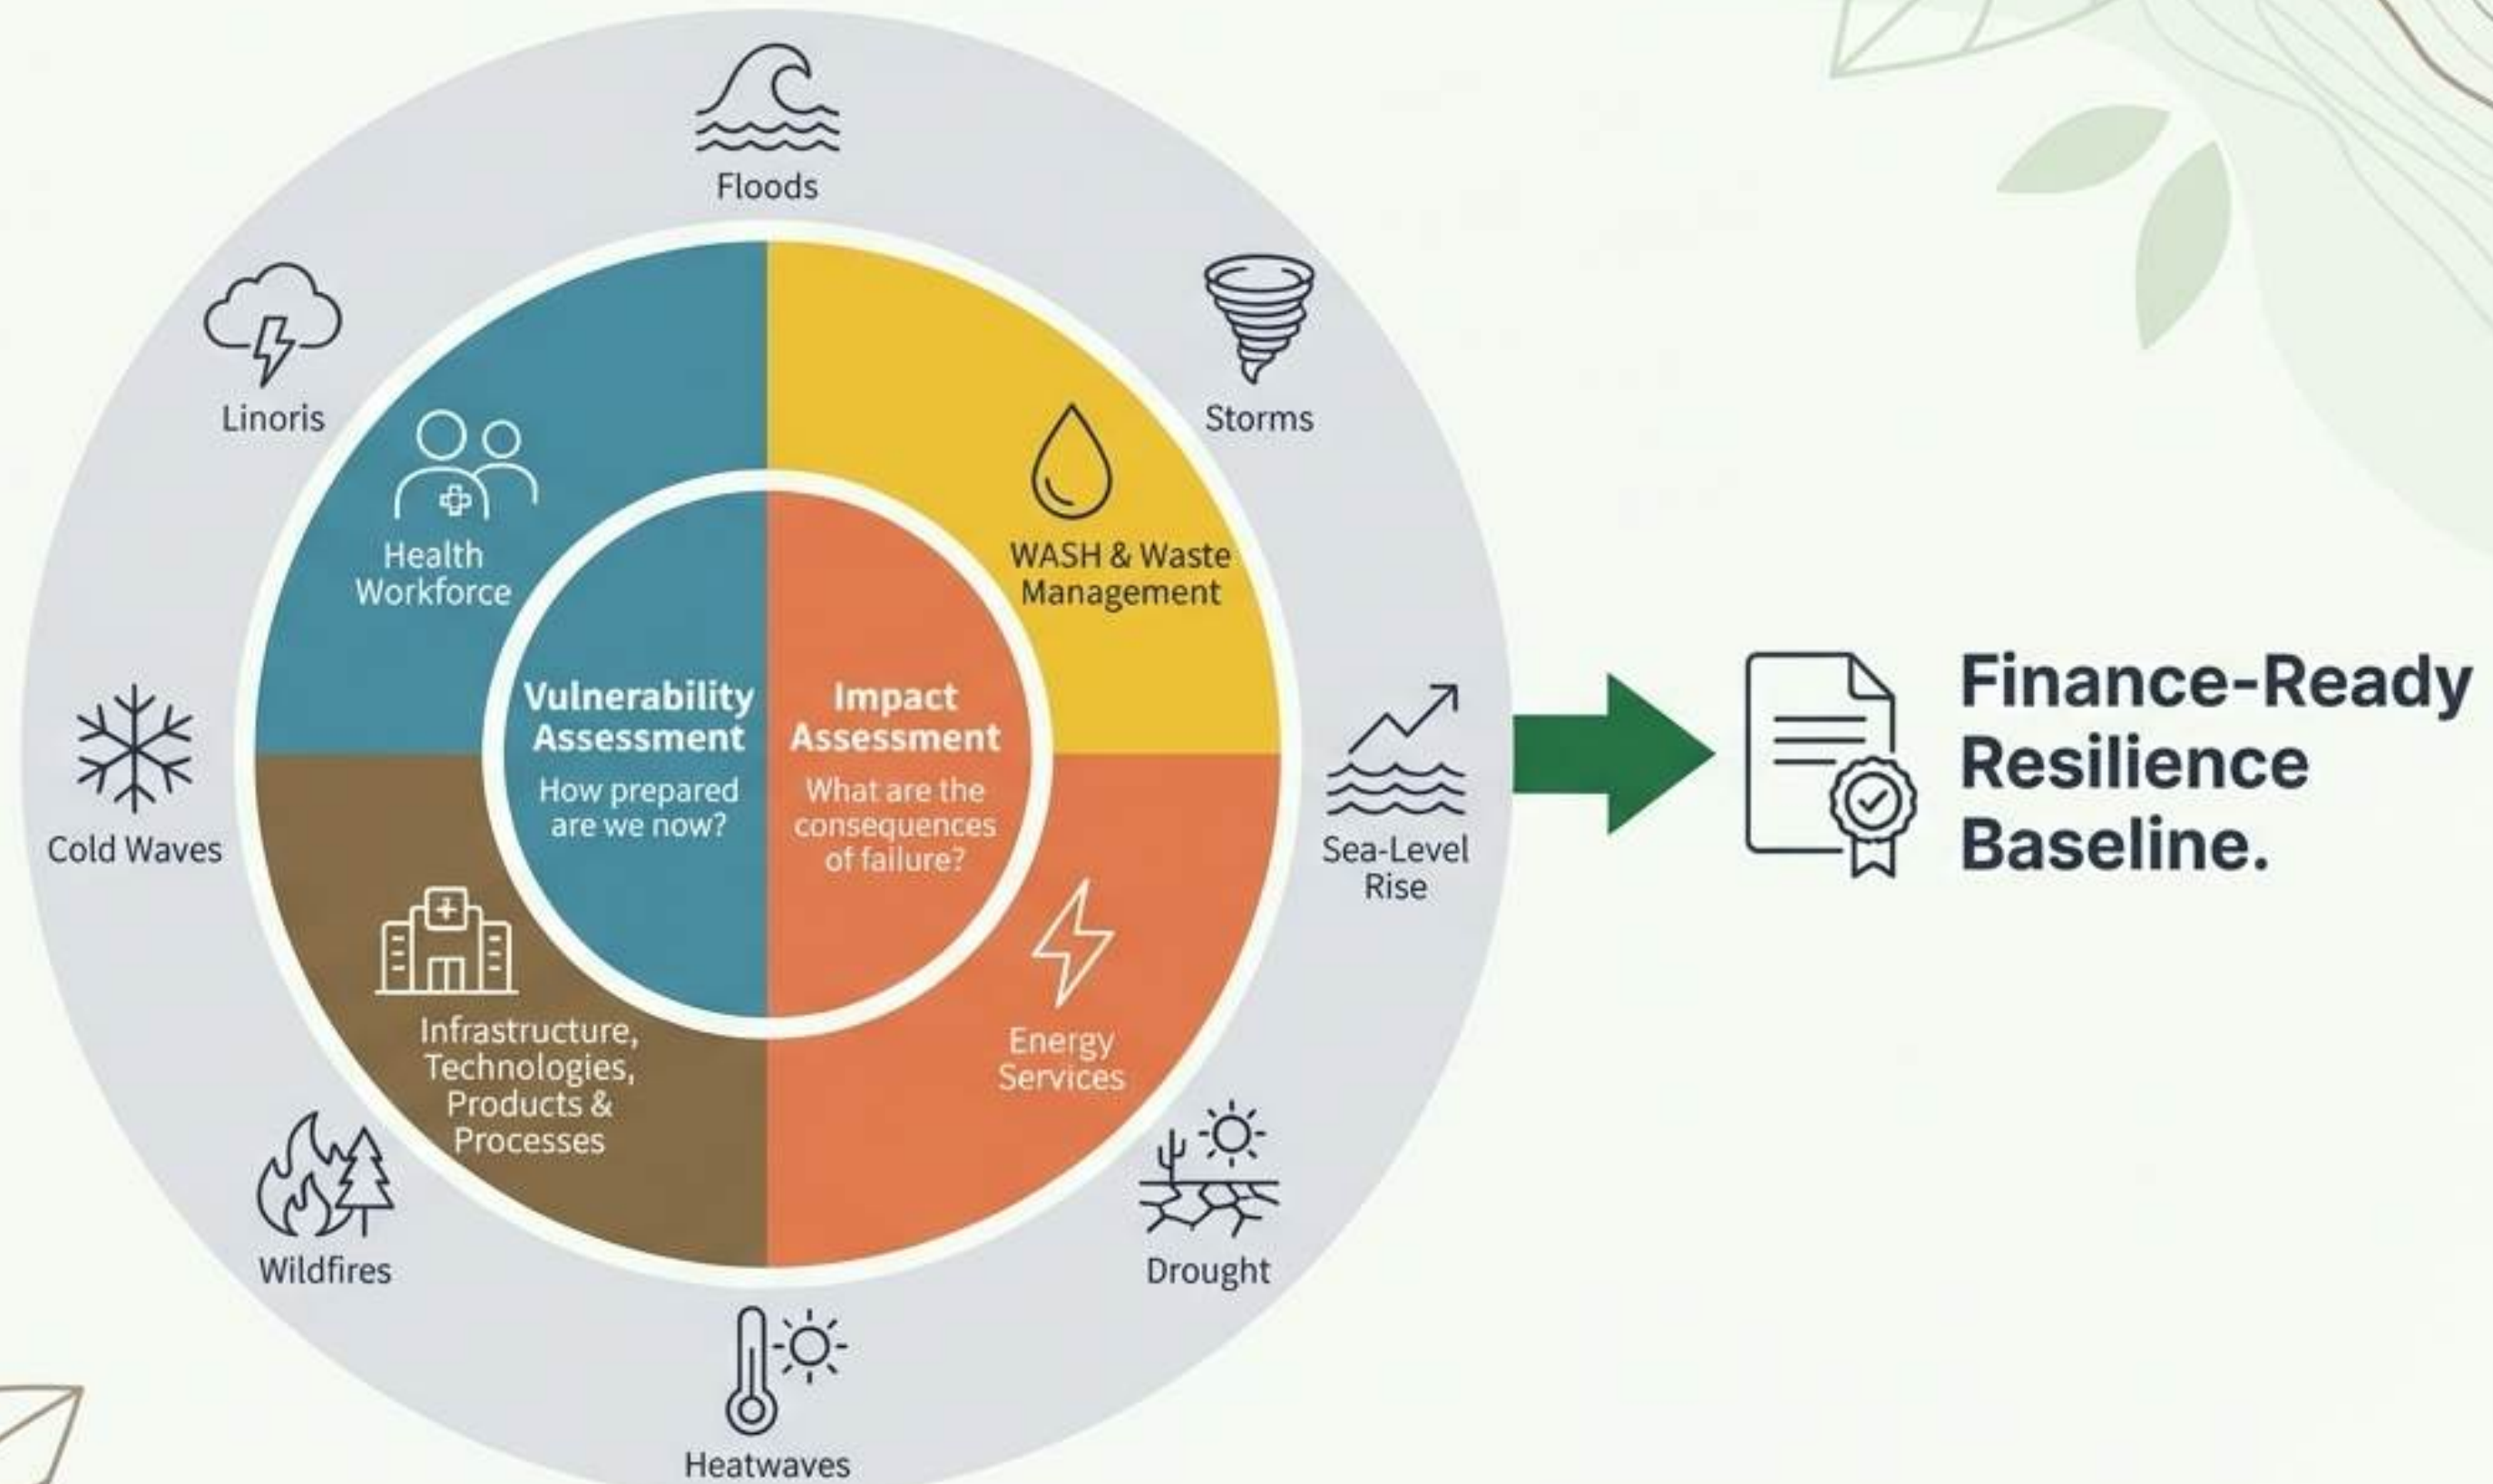 Floods
Linoris
Storms
Health
Workforce
WASH & Waste
Management
Vulnerability
Assessment
How prepared
are we now?
Impact
Assessment
What are the
consequences
of failure?
Cold Waves
Sea-Level
Rise
Infrastructure,
Technologies,
Products &
Processes
Energy
Services
Wildfires
Drought
Heatwaves
Finance-Ready
Resilience
Baseline.